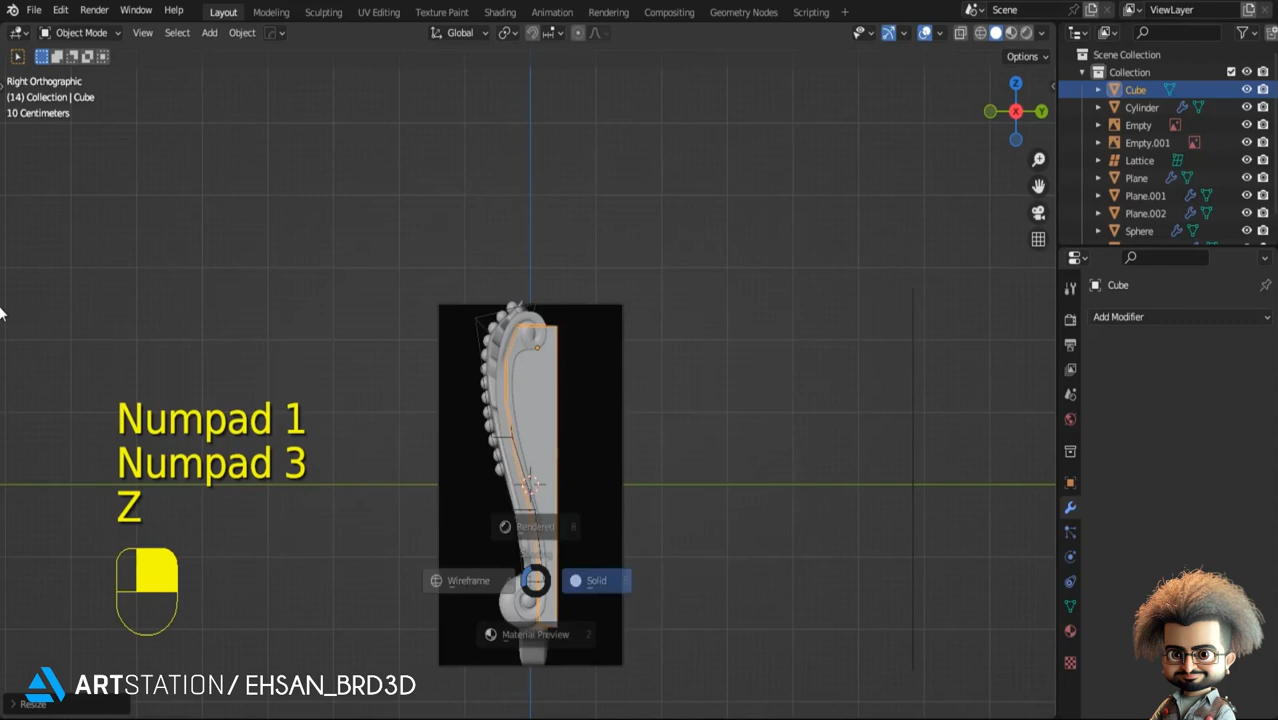 File Edit Render Window Help Layout Modeling Sculpting UV Editing Texture Paint Shading Animation Rendering Compositing Geometry Nodes Scripting + Scene ViewLayer
Object Mode View Select Add Object Global
Options
Right Orthographic
(14) Collection | Cube
10 Centimeters
Z
X
Y
Scene Collection
Collection
Cube
Cylinder
Empty
Empty.001
Lattice
Plane
Plane.001
Plane.002
Sphere
Cube
Add Modifier
Numpad 1
Numpad 3
Z
Rendered 8
Wireframe
Solid
Material Preview 2
ARTSTATION / EHSAN_BRD3D
Resize